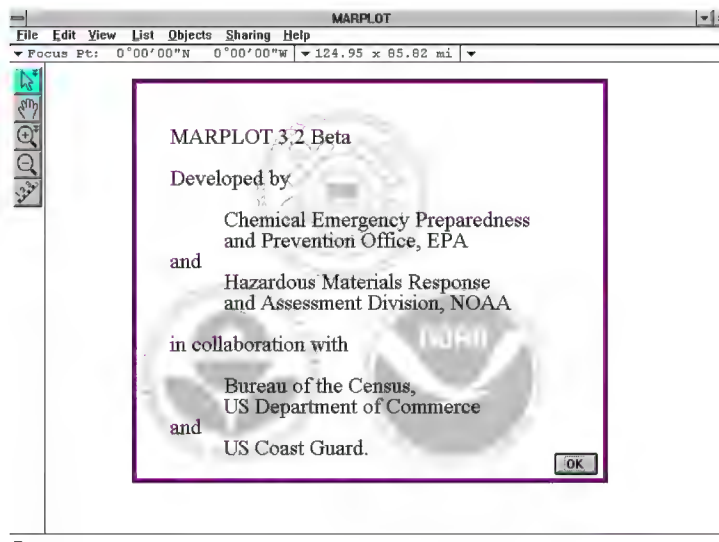 MARPLOT
File Edit View List Objects Sharing Help
Focus Pt: 0°00'00"N 0°00'00"W 124.95 x 85.82 mi
MARPLOT 3.2 Beta
Developed by
Chemical Emergency Preparedness
and Prevention Office, EPA
and
Hazardous Materials Response
and Assessment Division, NOAA
in collaboration with
Bureau of the Census,
US Department of Commerce
and
US Coast Guard.
NOAA
OK